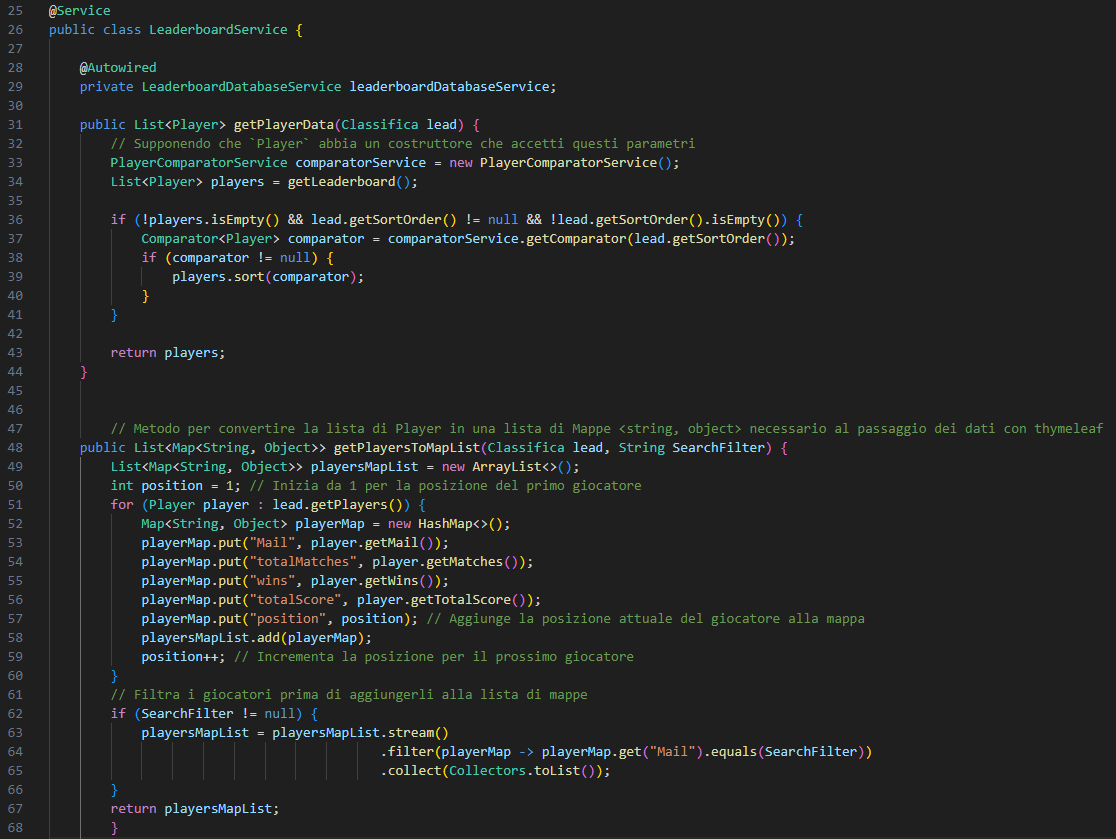 25 @Service
26 public class LeaderboardService {
27
28 @Autowired
29 private LeaderboardDatabaseService leaderboardDatabaseService;
30
31 public List<Player> getPlayerData(Classifica lead) {
32 // Supponendo che `Player` abbia un costruttore che accetti questi parametri
33 PlayerComparatorService comparatorService = new PlayerComparatorService();
34 List<Player> players = getLeaderboard();
35
36 if (!players.isEmpty() && lead.getSortOrder() != null && !lead.getSortOrder().isEmpty()) {
37 Comparator<Player> comparator = comparatorService.getComparator(lead.getSortOrder());
38 if (comparator != null) {
39 players.sort(comparator);
40 }
41 }
42
43 return players;
44 }
45
46
47 // Metodo per convertire la lista di Player in una lista di Mappe <string, object> necessario al passaggio dei dati con thymeleaf
48 public List<Map<String, Object>> getPlayersToMapList(Classifica lead, String SearchFilter) {
49 List<Map<String, Object>> playersMapList = new ArrayList<>();
50 int position = 1; // Inizia da 1 per la posizione del primo giocatore
51 for (Player player : lead.getPlayers()) {
52 Map<String, Object> playerMap = new HashMap<>();
53 playerMap.put("Mail", player.getMail());
54 playerMap.put("totalMatches", player.getMatches());
55 playerMap.put("wins", player.getWins());
56 playerMap.put("totalScore", player.getTotalScore());
57 playerMap.put("position", position); // Aggiunge la posizione attuale del giocatore alla mappa
58 playersMapList.add(playerMap);
59 position++; // Incrementa la posizione per il prossimo giocatore
60 }
61 // Filtra i giocatori prima di aggiungerli alla lista di mappe
62 if (SearchFilter != null) {
63 playersMapList = playersMapList.stream()
64 .filter(playerMap -> playerMap.get("Mail").equals(SearchFilter))
65 .collect(Collectors.toList());
66 }
67 return playersMapList;
68 }